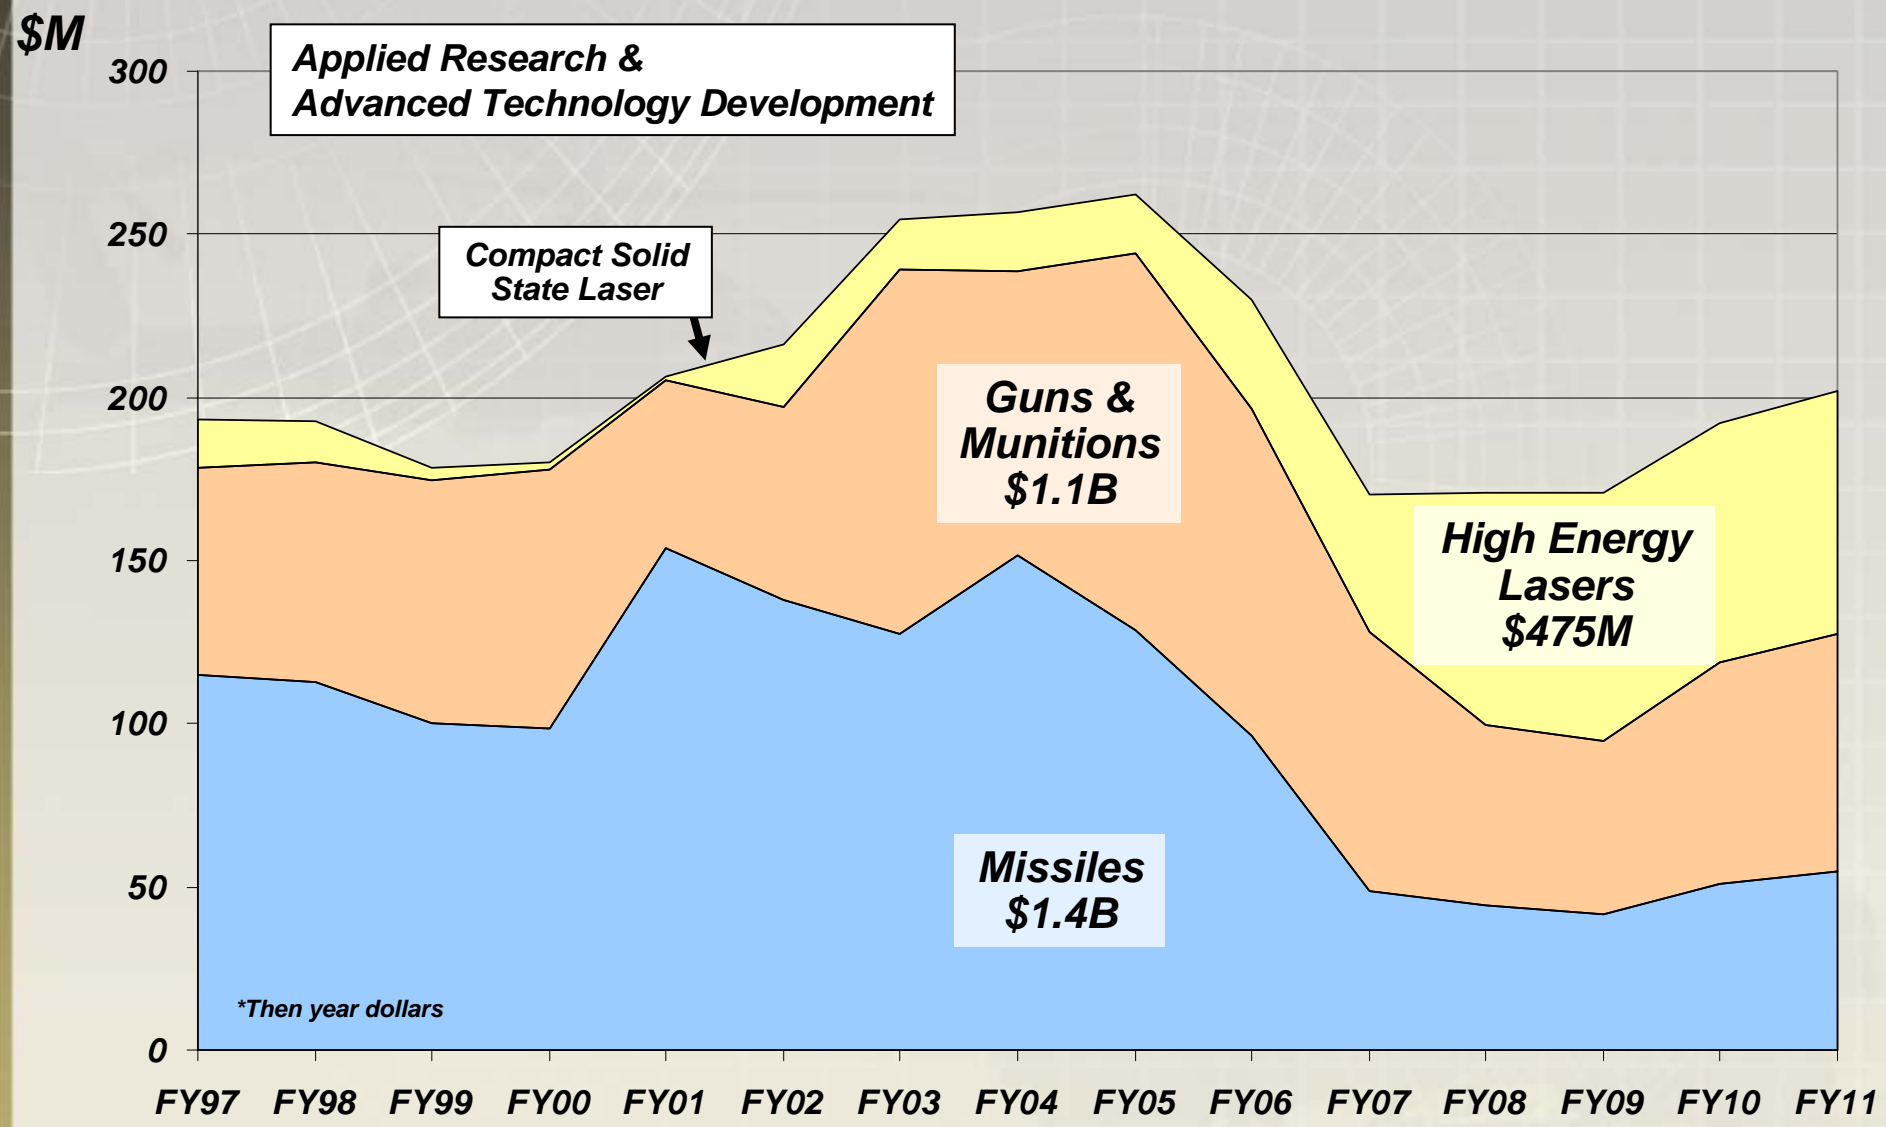 $M
Applied Research &
Advanced Technology Development
300
250
200
150
100
50
0
Compact Solid
State Laser
Guns &
Munitions
$1.1B
High Energy
Lasers
$475M
Missiles
$1.4B
*Then year dollars
FY97 FY98 FY99 FY00 FY01 FY02 FY03 FY04 FY05 FY06 FY07 FY08 FY09 FY10 FY11